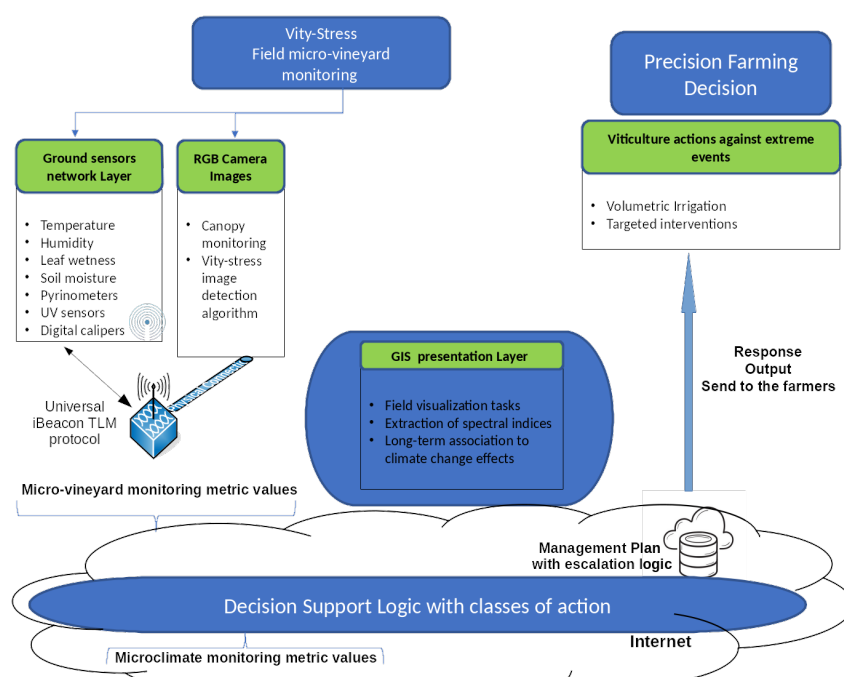 Vity-Stress
Field micro-vineyard
monitoring
Precision Farming
Decision
Ground sensors
network Layer
• Temperature
• Humidity
• Leaf wetness
• Soil moisture
• Pyrinometers
• UV sensors
• Digital calipers
RGB Camera
Images
• Canopy
monitoring
• Vity-stress
image
detection
algorithm
Viticulture actions against extreme
events
• Volumetric Irrigation
• Targeted interventions
GIS presentation Layer
• Field visualization tasks
• Extraction of spectral indices
• Long-term association to
climate change effects
Response
Output
Send to the farmers
Universal
iBeacon TLM
protocol
Micro-vineyard monitoring metric values
Management Plan
with escalation logic
Decision Support Logic with classes of action
Internet
Microclimate monitoring metric values